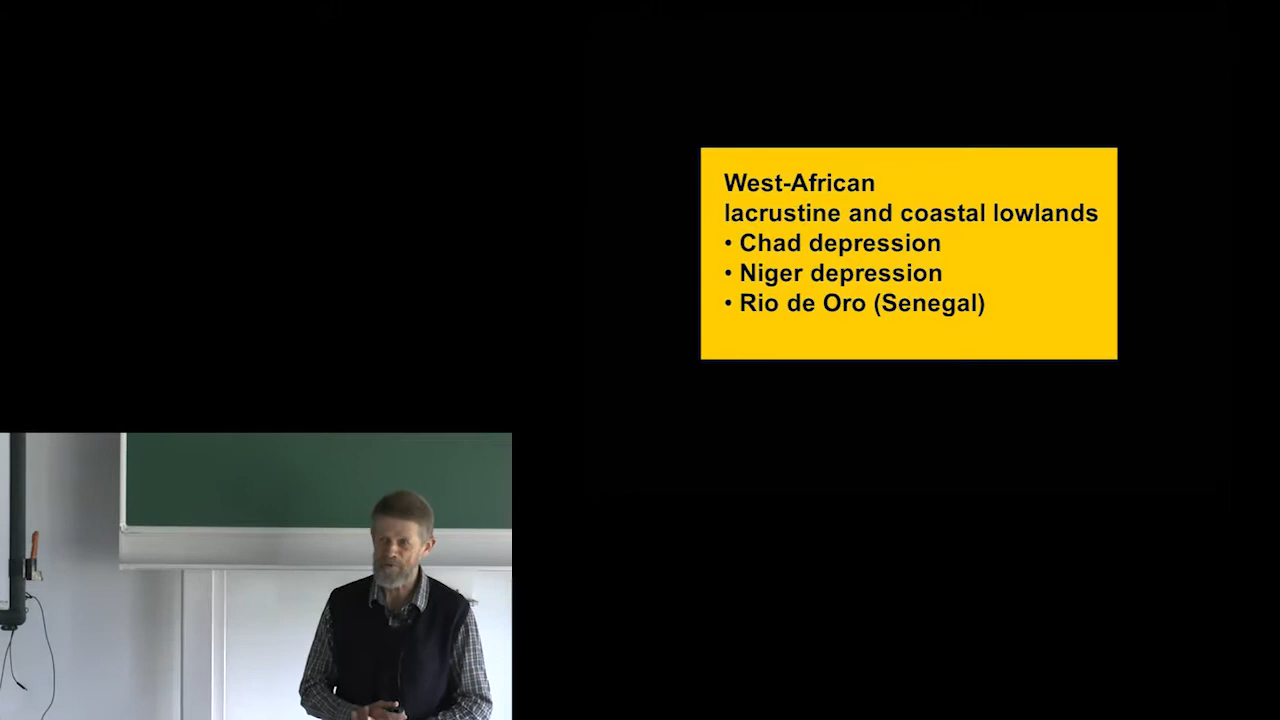 West-African
lacrustine and coastal lowlands
• Chad depression
• Niger depression
• Rio de Oro (Senegal)